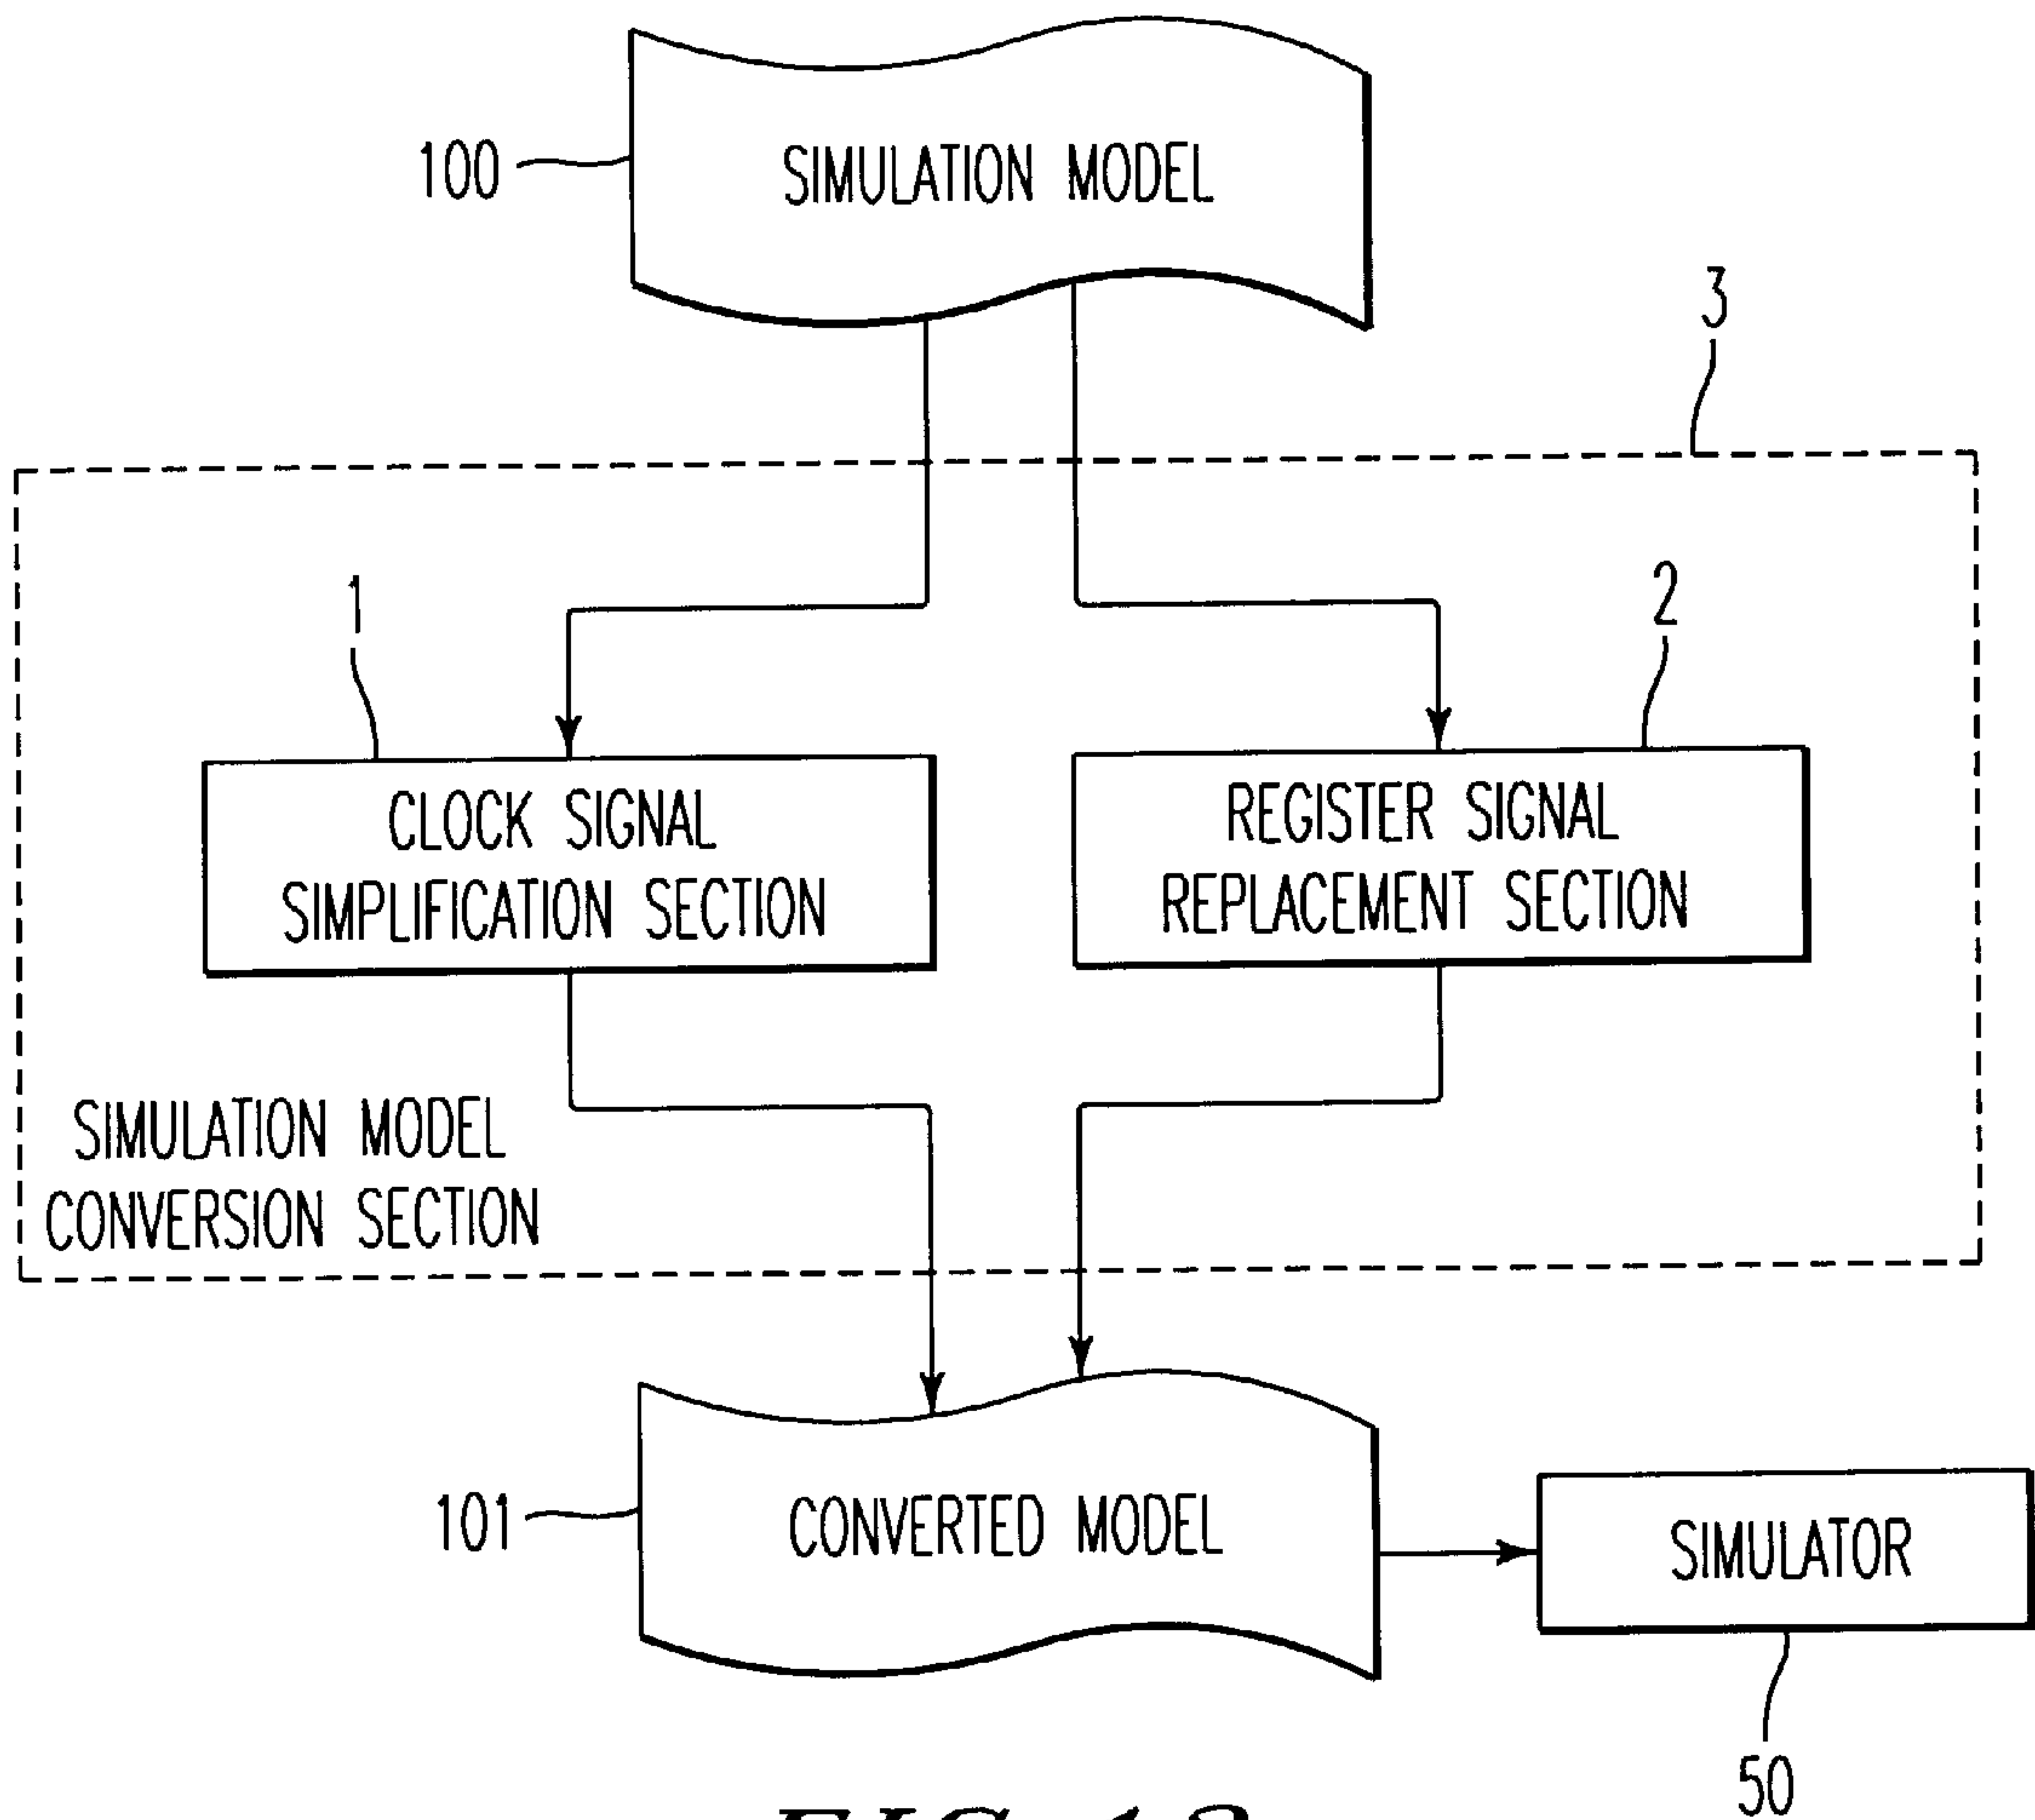 100
SIMULATION MODEL
3
1
2
CLOCK SIGNAL
SIMPLIFICATION SECTION
REGISTER SIGNAL
REPLACEMENT SECTION
SIMULATION MODEL
CONVERSION SECTION
101
CONVERTED MODEL
SIMULATOR
50